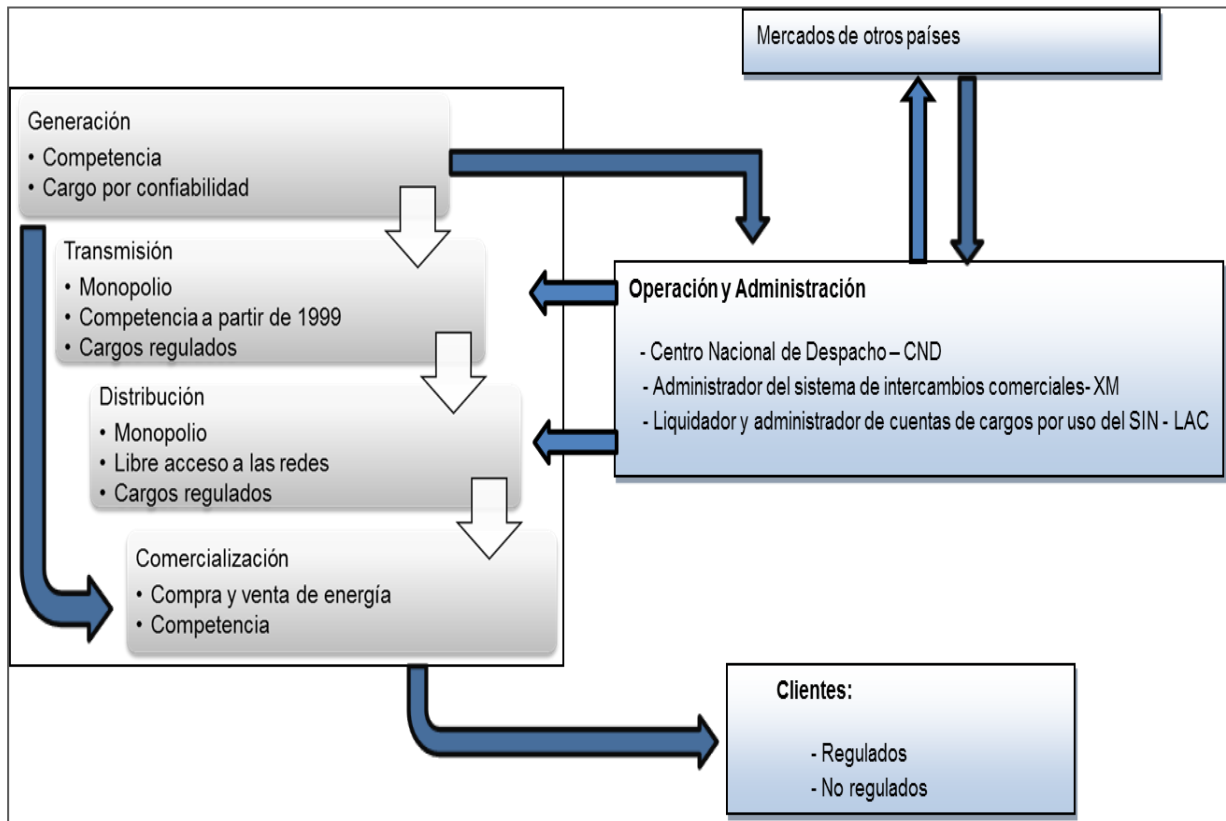 Mercados de otros países
Generación
• Competencia
• Cargo por confiabilidad
Transmisión
• Monopolio
• Competencia a partir de 1999
• Cargos regulados
Distribución
• Monopolio
• Libre acceso a las redes
• Cargos regulados
Comercialización
• Compra y venta de energía
• Competencia
Operación y Administración
- Centro Nacional de Despacho – CND
- Administrador del sistema de intercambios comerciales- XM
- Liquidador y administrador de cuentas de cargos por uso del SIN - LAC
Clientes:
- Regulados
- No regulados